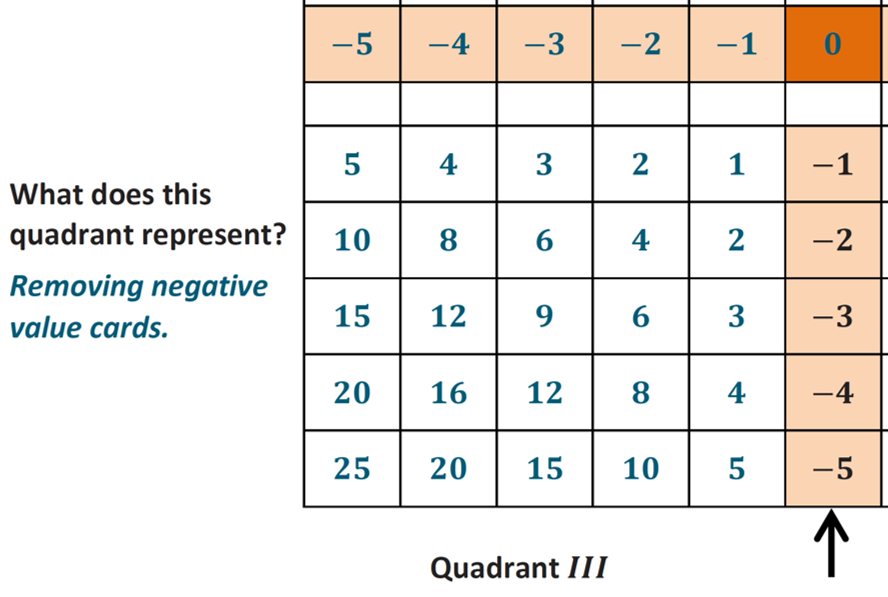 −5 −4 −3 −2 −1 0
5 4 3 2 1 −1
What does this
quadrant represent?
10 8 6 4 2 −2
Removing negative
value cards.
15 12 9 6 3 −3
20 16 12 8 4 −4
25 20 15 10 5 −5
Quadrant III